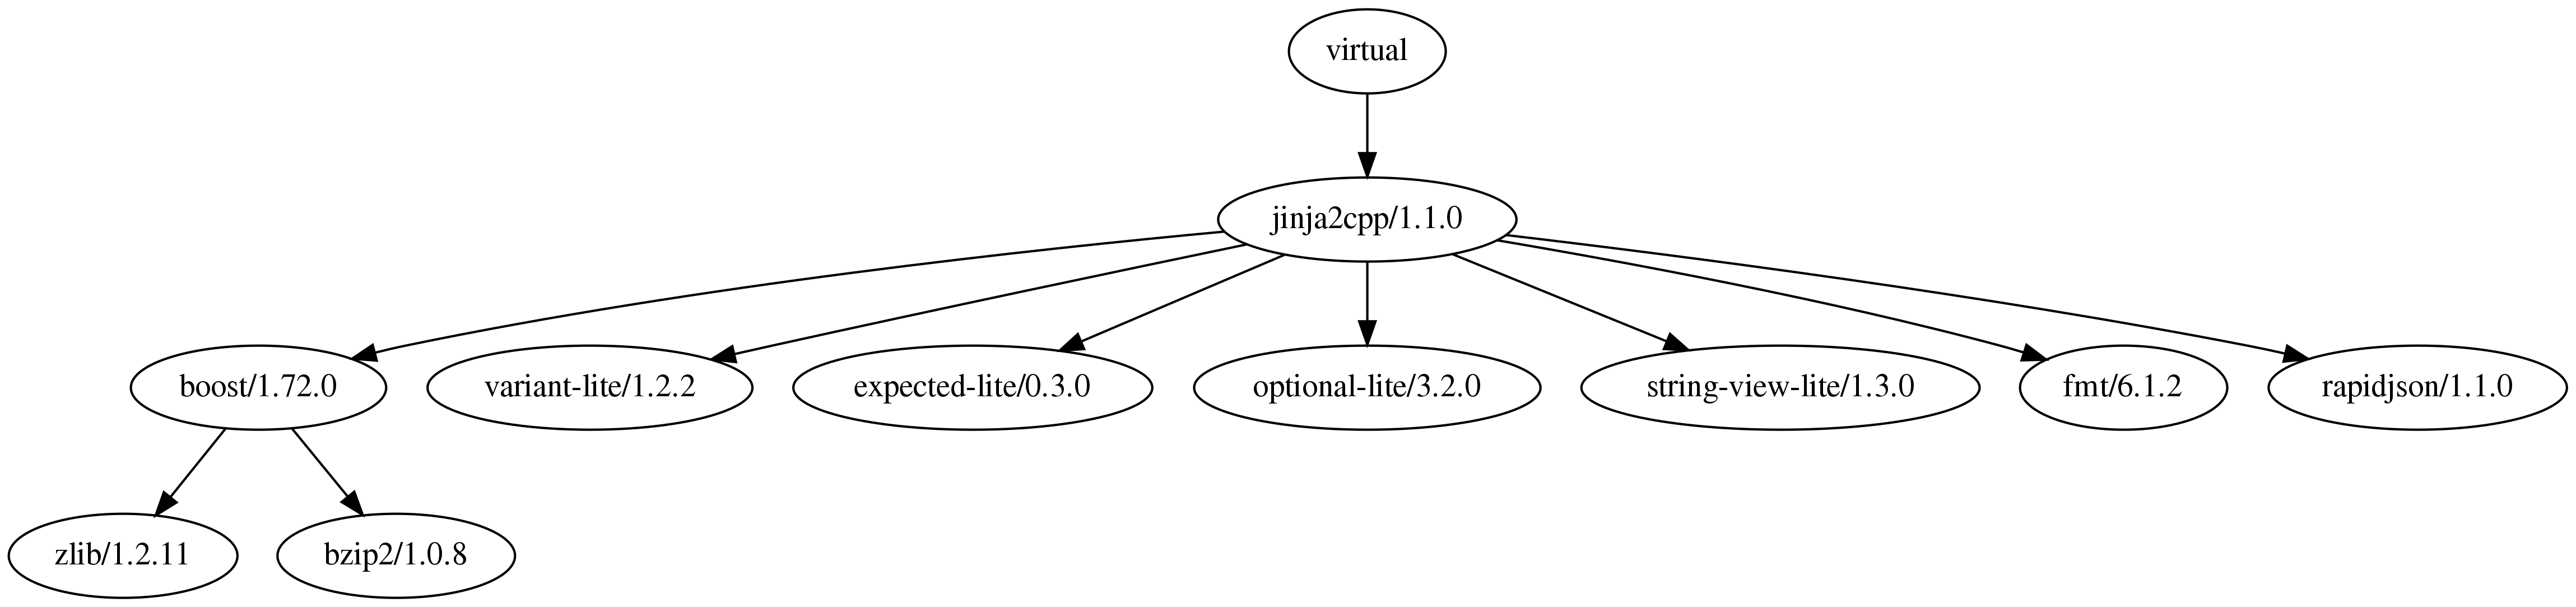 virtual
jinja2cpp/1.1.0
boost/1.72.0
variant-lite/1.2.2
expected-lite/0.3.0
optional-lite/3.2.0
string-view-lite/1.3.0
fmt/6.1.2
rapidjson/1.1.0
zlib/1.2.11
bzip2/1.0.8